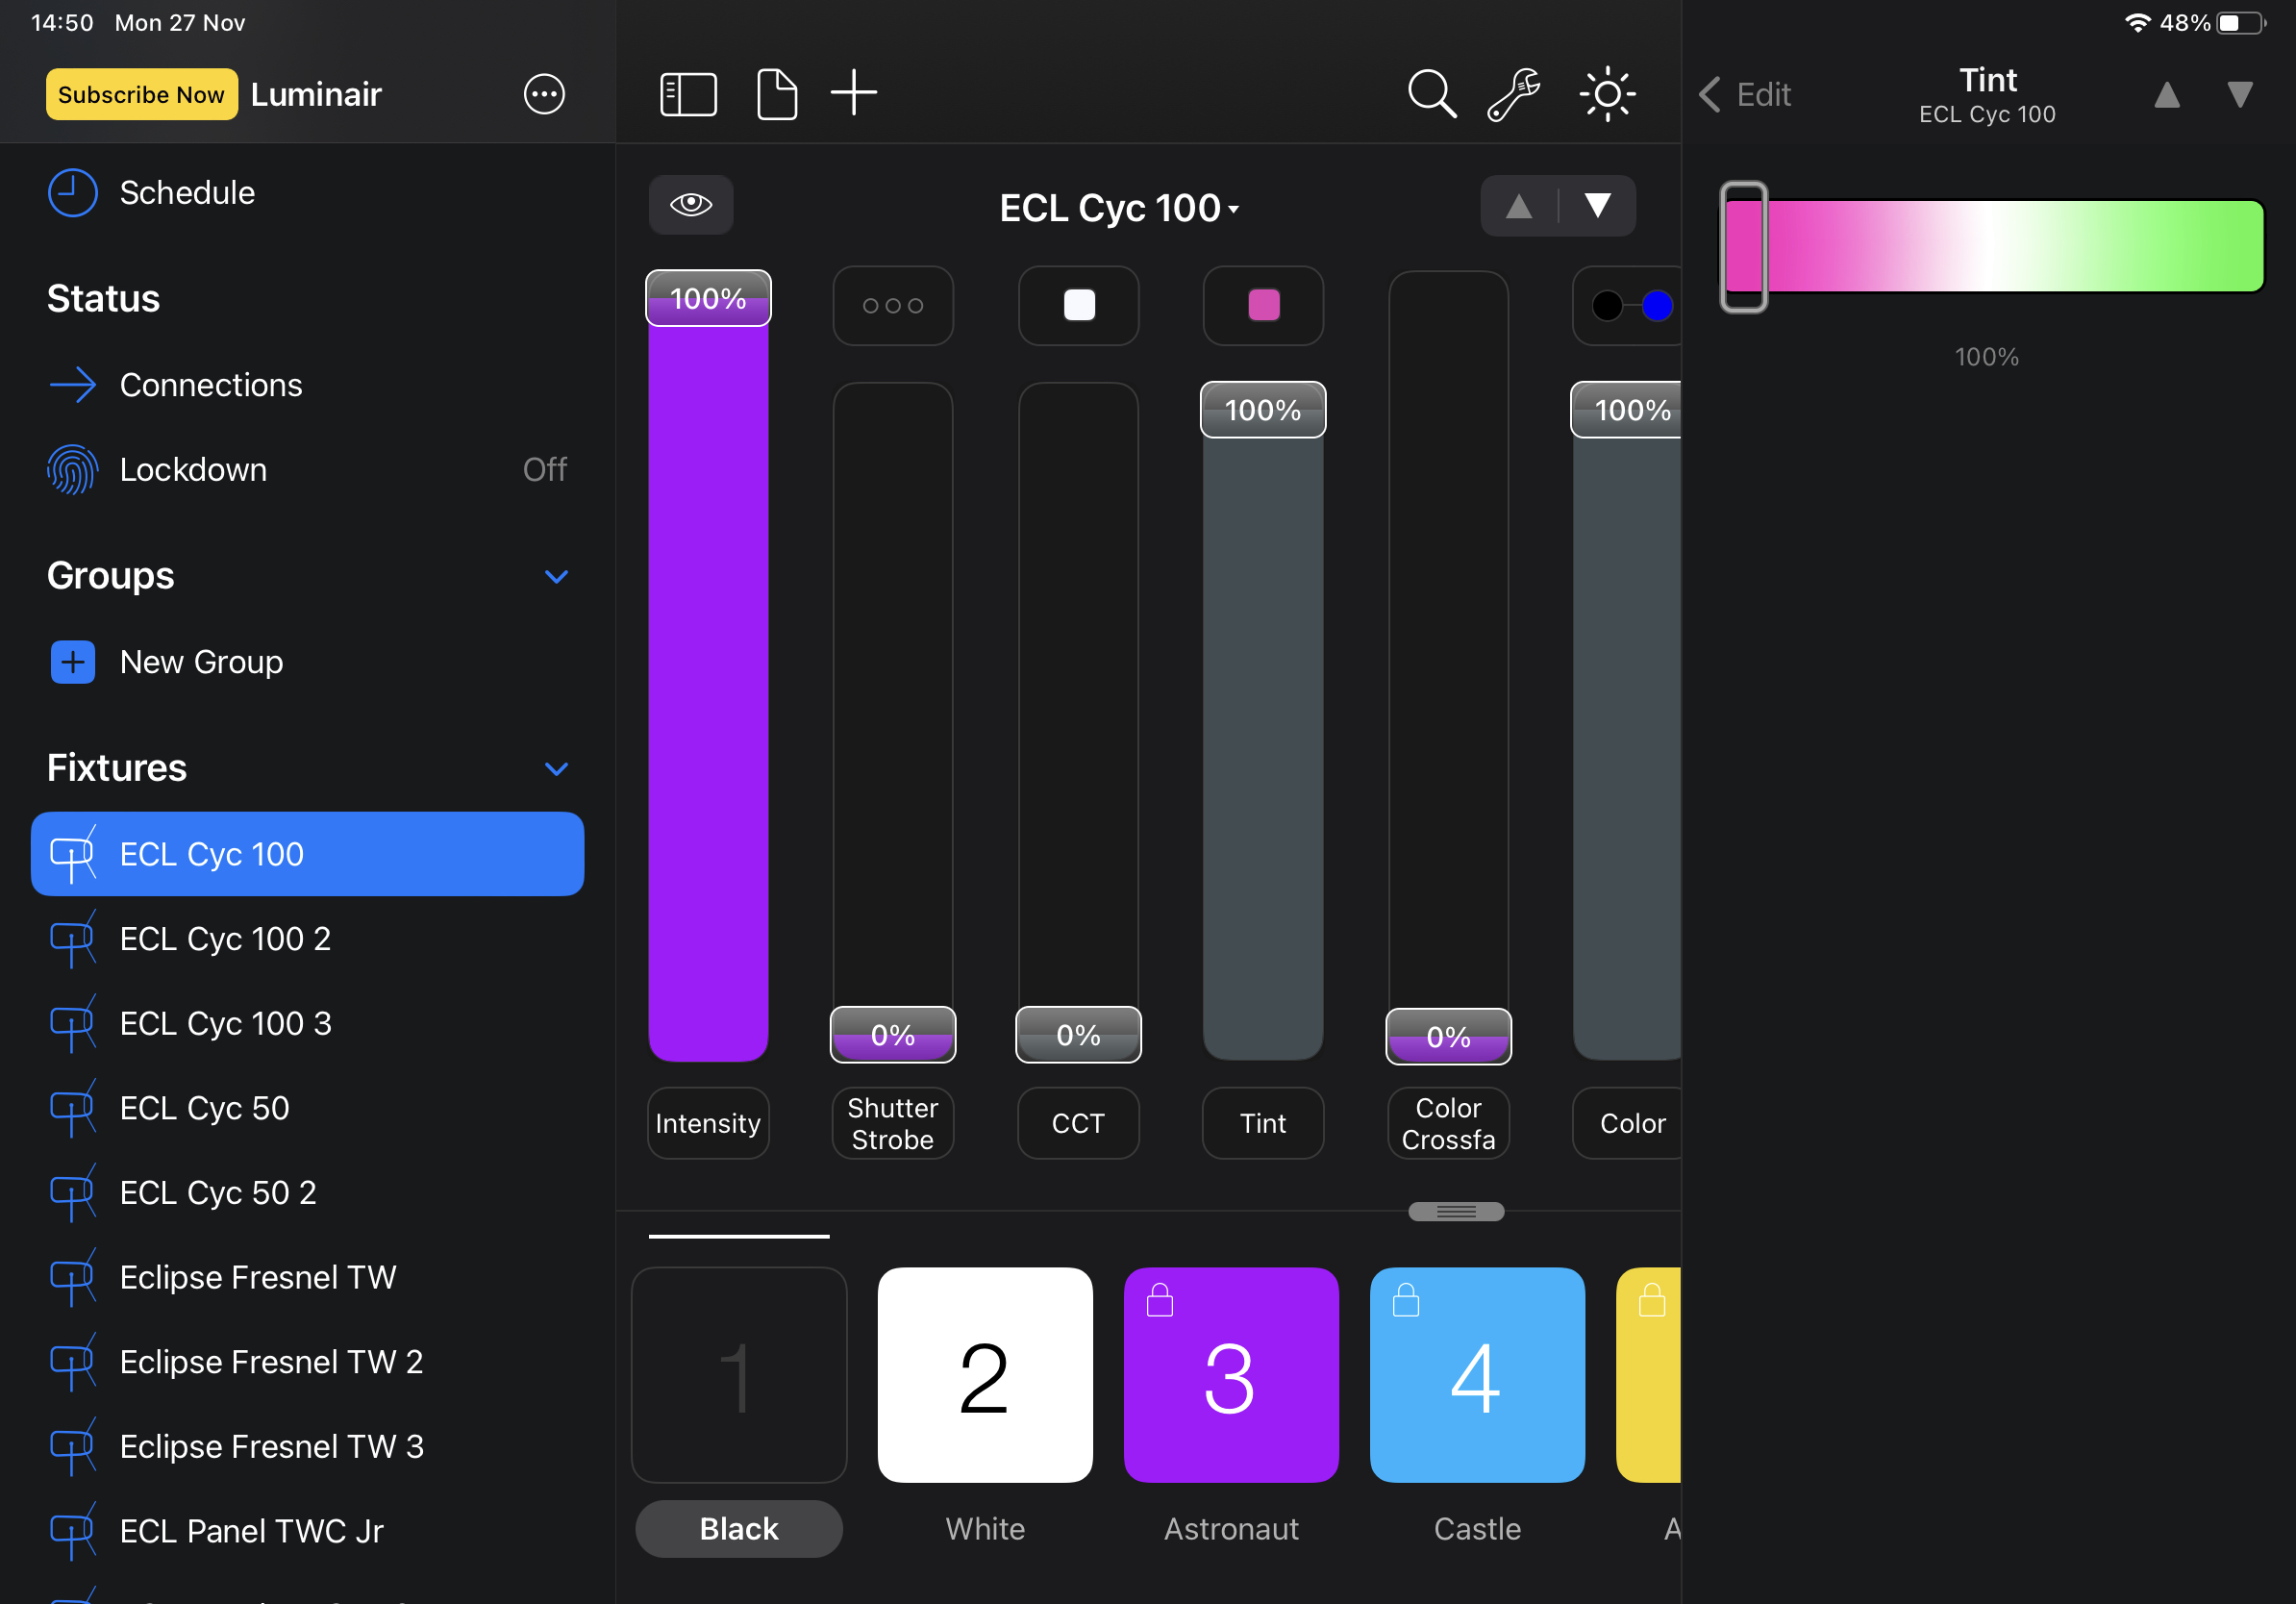 14:50 Mon 27 Nov
48%
Subscribe Now Luminair
Schedule
Status
Connections
Lockdown Off
Groups
New Group
Fixtures
ECL Cyc 100
ECL Cyc 100 2
ECL Cyc 100 3
ECL Cyc 50
ECL Cyc 50 2
Eclipse Fresnel TW
Eclipse Fresnel TW 2
Eclipse Fresnel TW 3
ECL Panel TWC Jr
ECL Cyc 100
100%
100%
100%
0%
0%
0%
Intensity
Shutter
Strobe
CCT
Tint
Color
Crossfa
Color
1
2
3
4
Black
White
Astronaut
Castle
A
Edit
Tint
ECL Cyc 100
100%